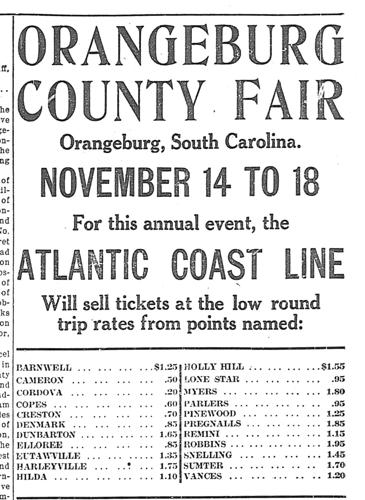 ORANGEBURG
COUNTY FAIR
Orangeburg, South Carolina.
NOVEMBER 14 TO 18
For this annual event, the
ATLANTIC COAST LINE
Will sell tickets at the low round
trip rates from points named:
BARNWELL ... ... ... ..$1.25
CAMERON ... ... ... ... .50
CORDOVA ... ... ... ... .20
COPES ... ... ... ... ... .60
CRESTON ... ... ... ... .70
DENMARK ... ... ... ... .85
DUNBARTON ... ... ... 1.65
ELLOREE ... ... ... ... .85
EUTAWVILLE ... ... ... 1.35
HARLEYVILLE ... ... ... 1.75
HILDA ... ... ... ... ... 1.10
HOLLY HILL ... ... ... ..$1.55
LONE STAR ... ... ... ... .95
MYERS ... ... ... ... ... 1.80
PARLERS ... ... ... ... .95
PINEWOOD ... ... ... ... 1.25
PREGNALLS ... ... ... ... 1.85
REMINI ... ... ... ... ... 1.15
ROBBINS ... ... ... ... 1.95
SNELLING ... ... ... ... 1.45
SUMTER ... ... ... ... 1.70
VANCES ... ... ... ... 1.20